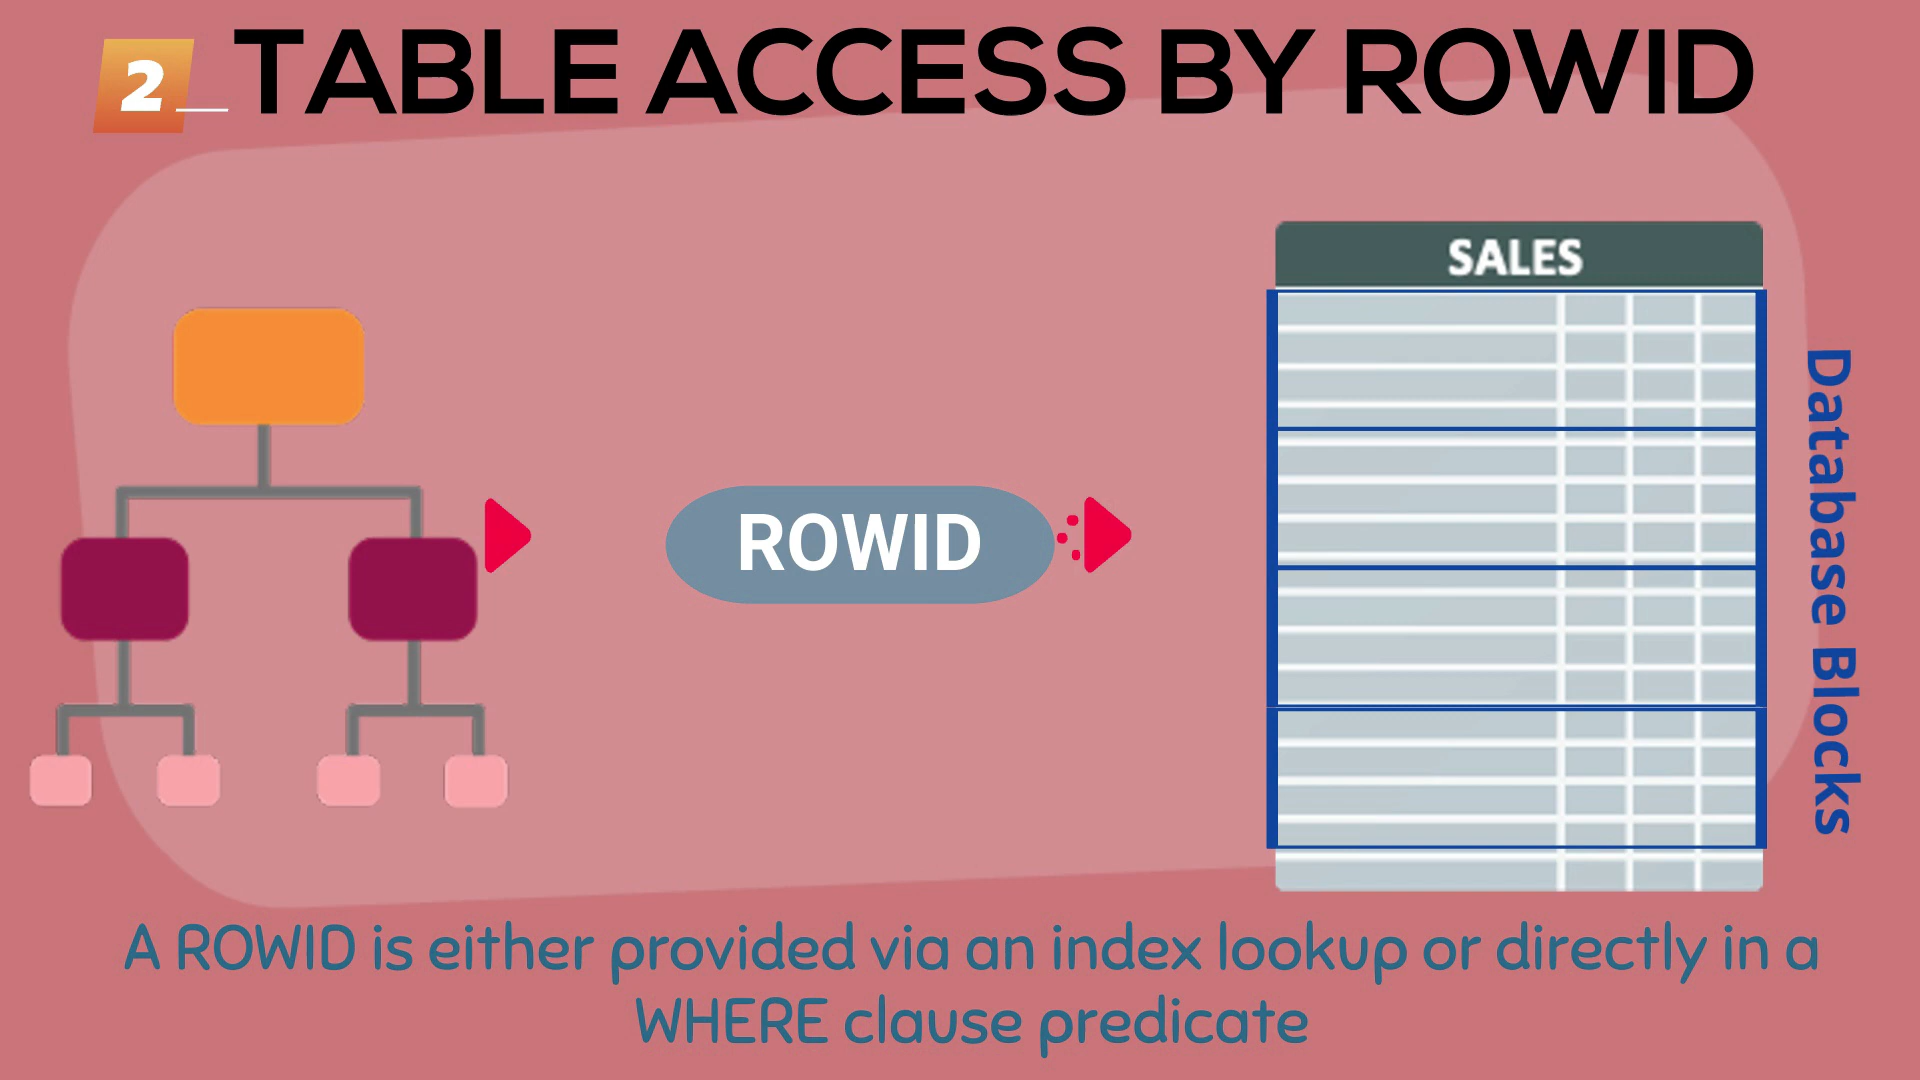 2_ TABLE ACCESS BY ROWID
SALES
ROWID
Database Blocks
A ROWID is either provided via an index lookup or directly in a
WHERE clause predicate